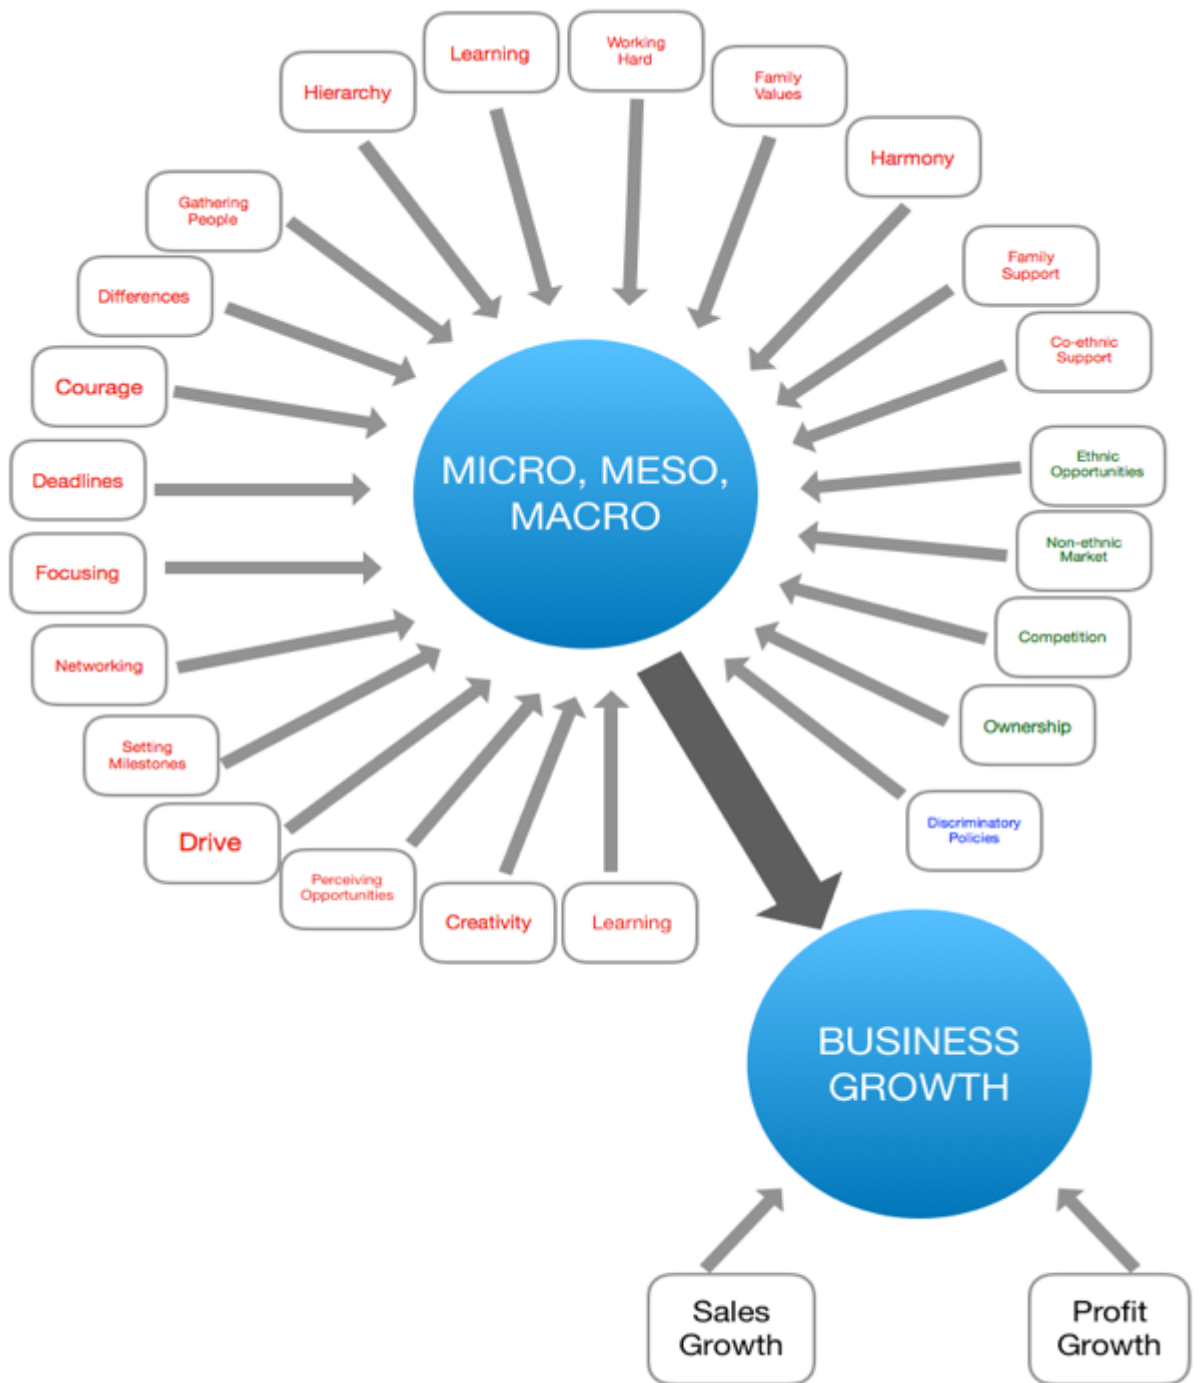 Learning
Working
Hard
Hierarchy
Family
Values
Harmony
Gathering
People
Family
Support
Differences
Co-ethnic
Support
Courage
Deadlines
MICRO, MESO,
MACRO
Ethnic
Opportunities
Focusing
Non-ethnic
Market
Networking
Competition
Setting
Milestones
Ownership
Drive
Discriminatory
Policies
Perceiving
Opportunities
Creativity
Learning
BUSINESS
GROWTH
Sales
Growth
Profit
Growth